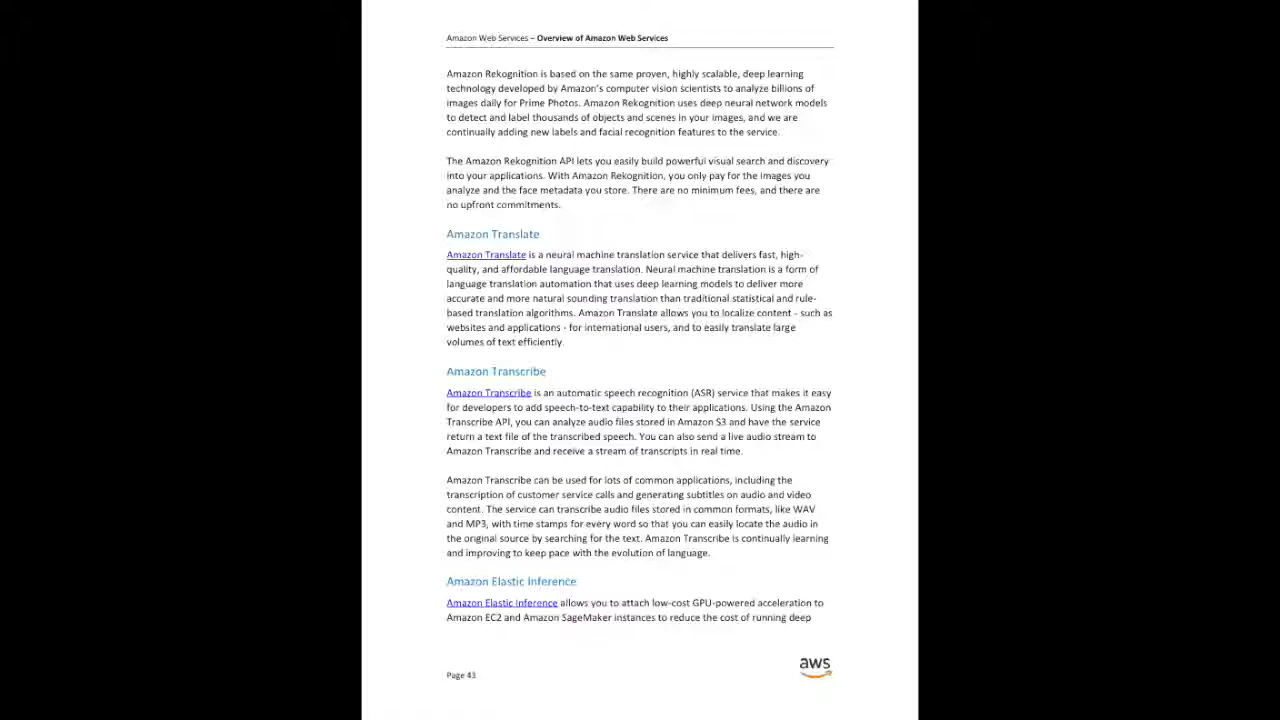 Amazon Web Services – Overview of Amazon Web Services
Amazon Rekognition is based on the same proven, highly scalable, deep learning
technology developed by Amazon's computer vision scientists to analyze billions of
images daily for Prime Photos. Amazon Rekognition uses deep neural network models
to detect and label thousands of objects and scenes in your images, and we are
continually adding new labels and facial recognition features to the service.
The Amazon Rekognition API lets you easily build powerful visual search and discovery
into your applications. With Amazon Rekognition, you only pay for the images you
analyze and the face metadata you store. There are no minimum fees, and there are
no upfront commitments.
Amazon Translate
Amazon Translate is a neural machine translation service that delivers fast, high-
quality, and affordable language translation. Neural machine translation is a form of
language translation automation that uses deep learning models to deliver more
accurate and more natural sounding translation than traditional statistical and rule-
based translation algorithms. Amazon Translate allows you to localize content - such as
websites and applications - for international users, and to easily translate large
volumes of text efficiently.
Amazon Transcribe
Amazon Transcribe is an automatic speech recognition (ASR) service that makes it easy
for developers to add speech-to-text capability to their applications. Using the Amazon
Transcribe API, you can analyze audio files stored in Amazon S3 and have the service
return a text file of the transcribed speech. You can also send a live audio stream to
Amazon Transcribe and receive a stream of transcripts in real time.
Amazon Transcribe can be used for lots of common applications, including the
transcription of customer service calls and generating subtitles on audio and video
content. The service can transcribe audio files stored in common formats, like WAV
and MP3, with time stamps for every word so that you can easily locate the audio in
the original source by searching for the text. Amazon Transcribe is continually learning
and improving to keep pace with the evolution of language.
Amazon Elastic Inference
Amazon Elastic Inference allows you to attach low-cost GPU-powered acceleration to
Amazon EC2 and Amazon SageMaker instances to reduce the cost of running deep
Page 43
aws